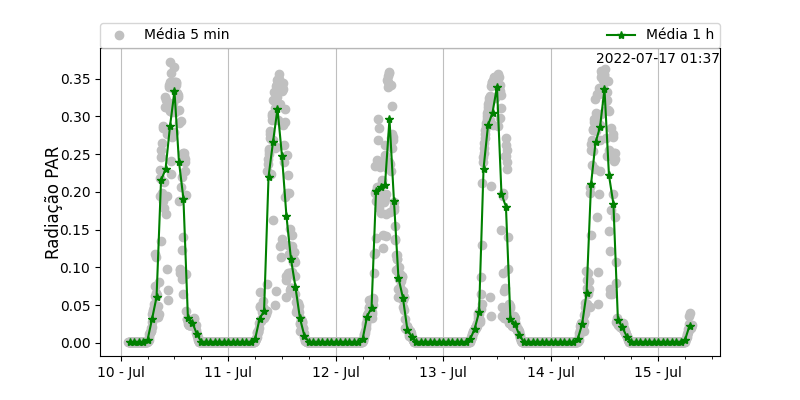 Média 5 min
Média 1 h
2022-07-17 01:37
Radiação PAR
0.35
0.30
0.25
0.20
0.15
0.10
0.05
0.00
10 - Jul
11 - Jul
12 - Jul
13 - Jul
14 - Jul
15 - Jul